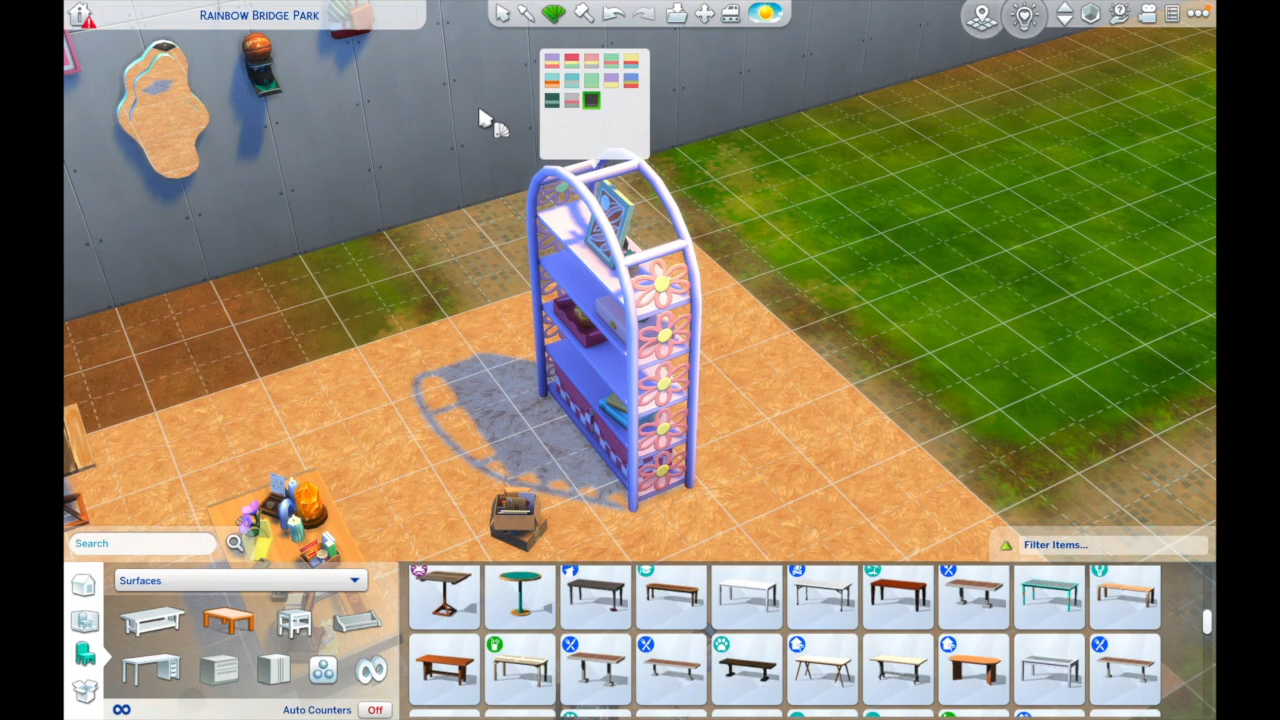 RAINBOW BRIDGE PARK
Search
Filter Items...
Surfaces
Auto Counters
Off